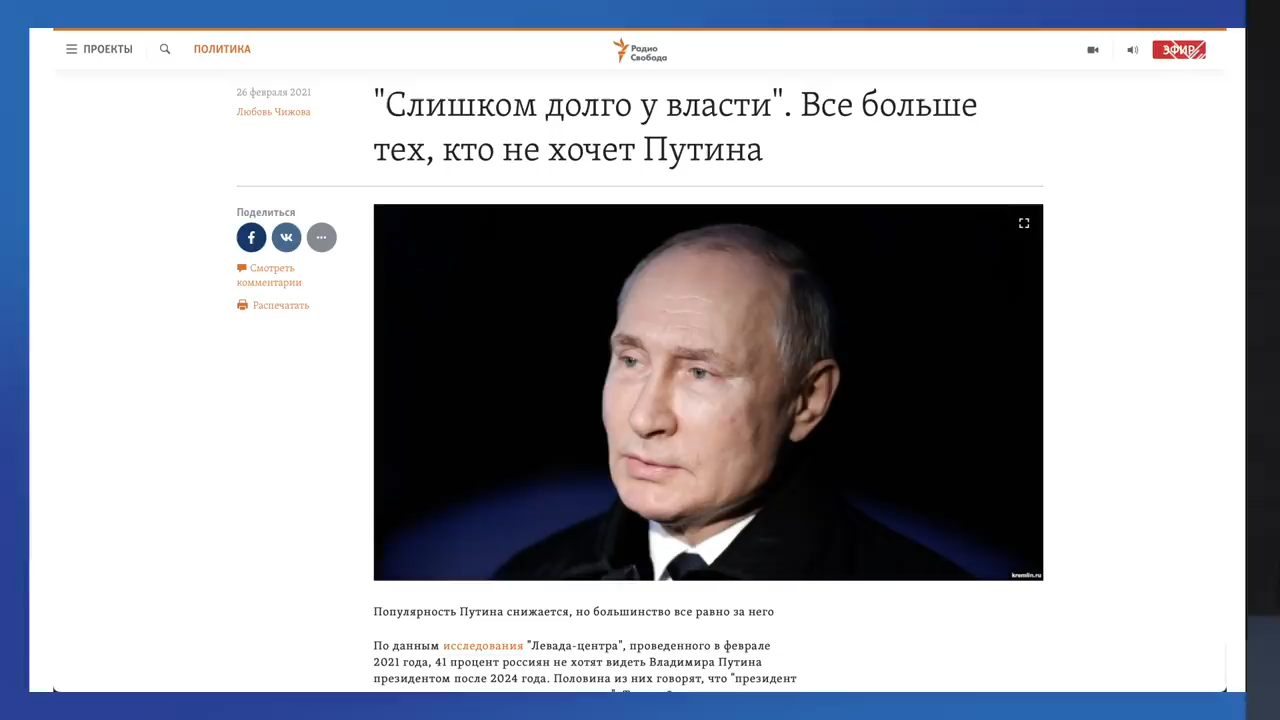 ПРОЕКТЫ
ПОЛИТИКА
Радио
Свобода
ЭФИР
26 февраля 2021
Любовь Чижова
"Слишком долго у власти". Все больше
тех, кто не хочет Путина
Поделиться
Смотреть
комментарии
Распечатать
kremlin.ru
Популярность Путина снижается, но большинство все равно за него
По данным исследования "Левада-центра", проведенного в феврале
2021 года, 41 процент россиян не хотят видеть Владимира Путина
президентом после 2024 года. Половина из них говорят, что "президент